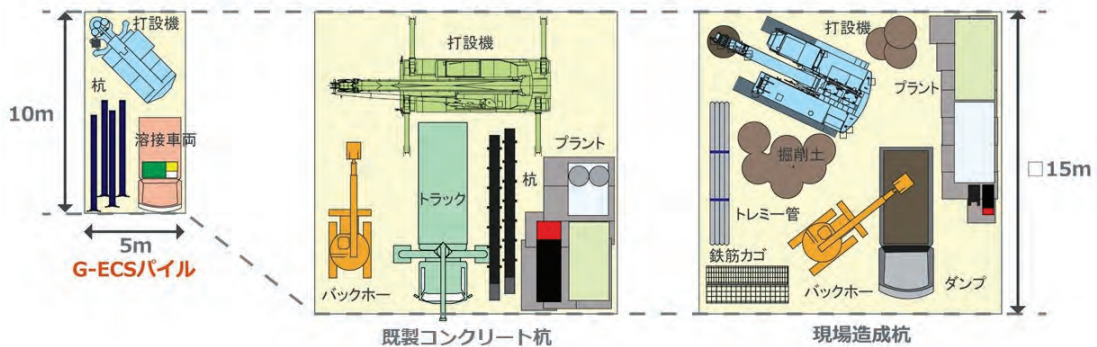 打設機
杭
溶接車両
10m
5m
G-ECSパイル
打設機
トラック
杭
プラント
バックホー
既製コンクリート杭
打設機
プラント
掘削土
トレミー管
鉄筋カゴ
バックホー
ダンプ
□15m
現場造成杭